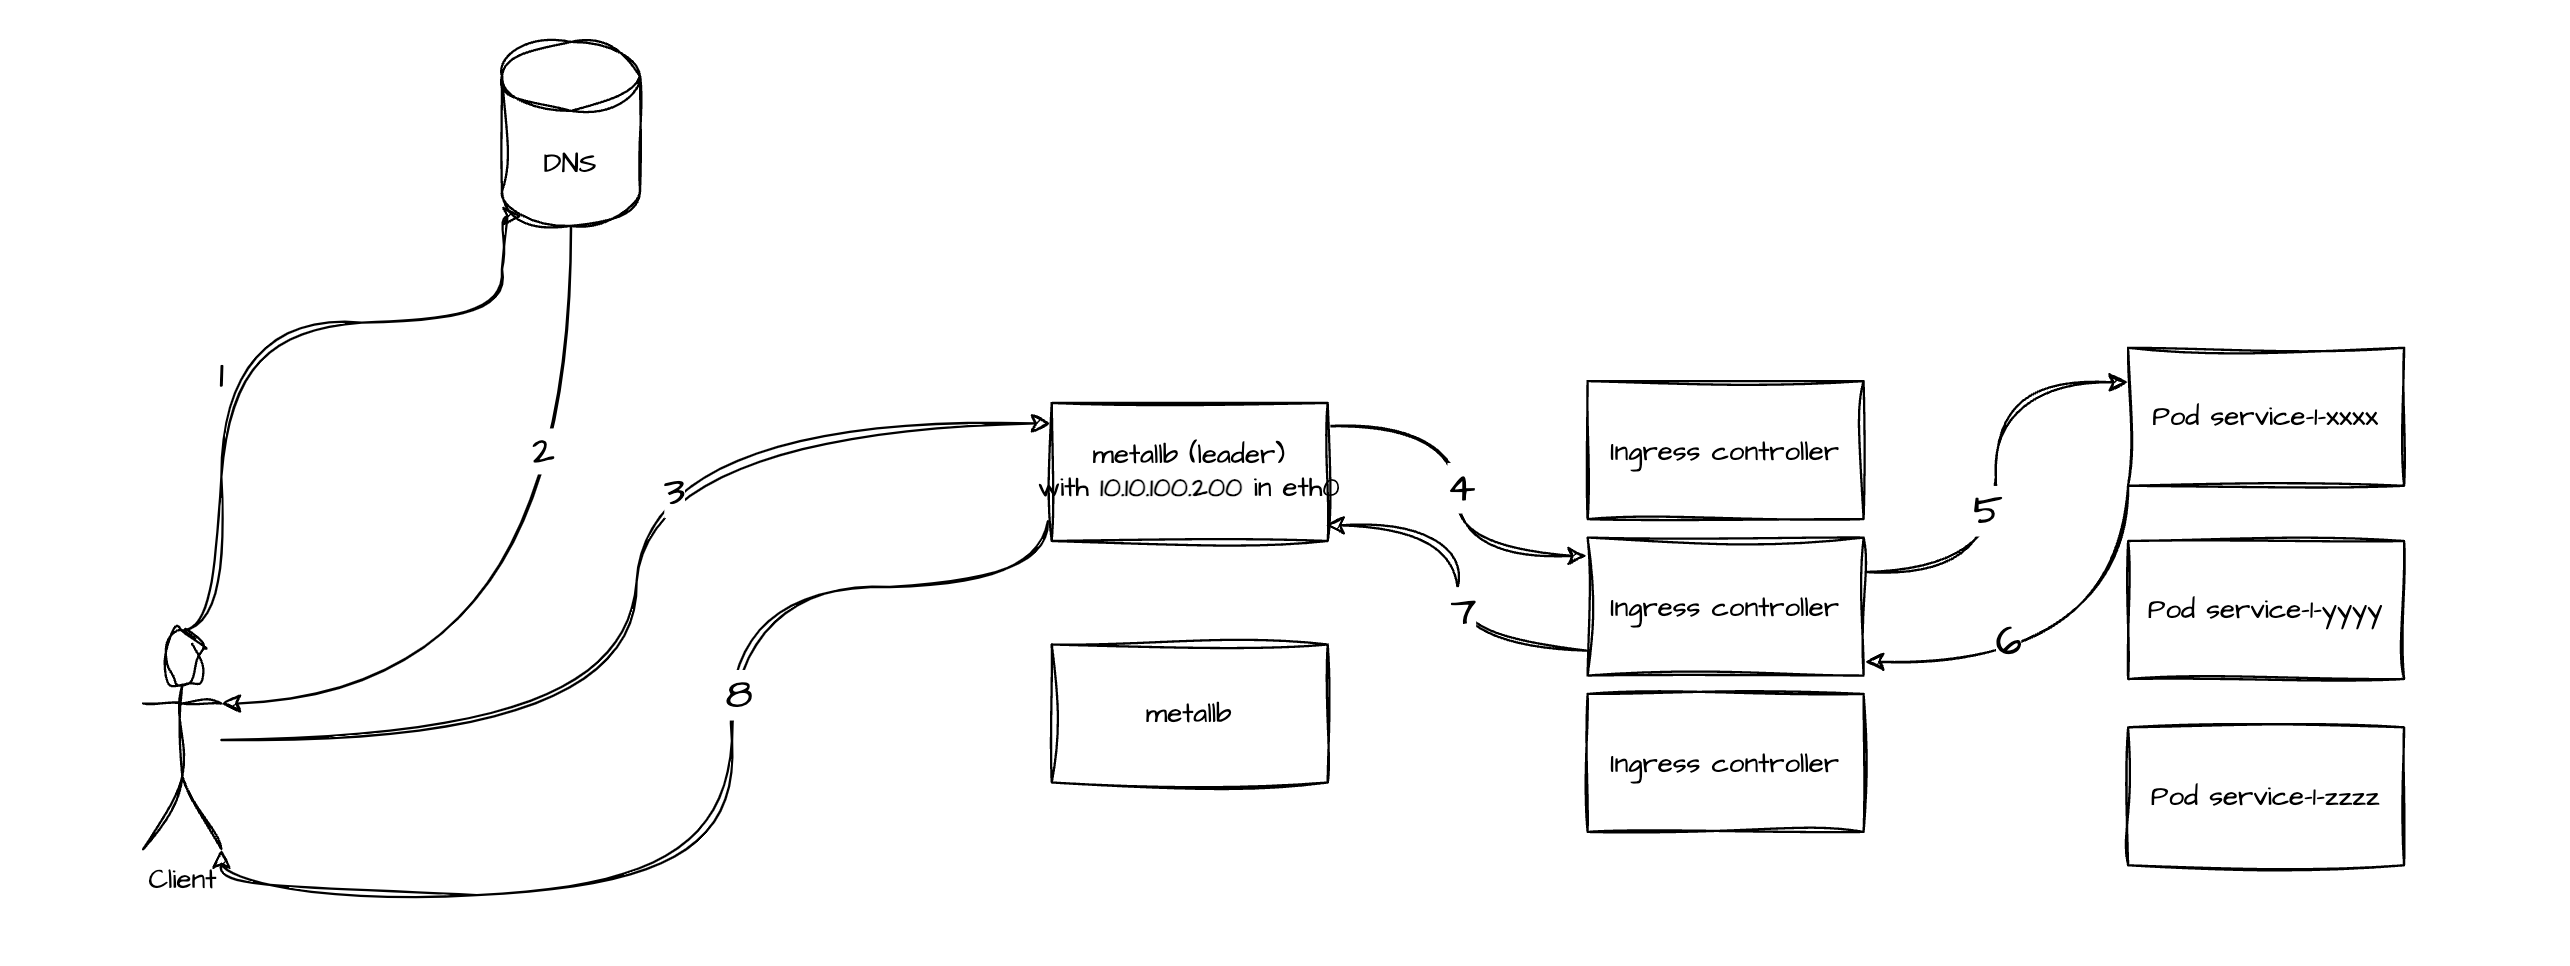 DNS
1
2
3
4
5
6
7
8
metallb (leader)
with 10.10.100.200 in eth0
metallb
Ingress controller
Ingress controller
Ingress controller
Pod service-1-xxxx
Pod service-1-yyyy
Pod service-1-zzzz
Client